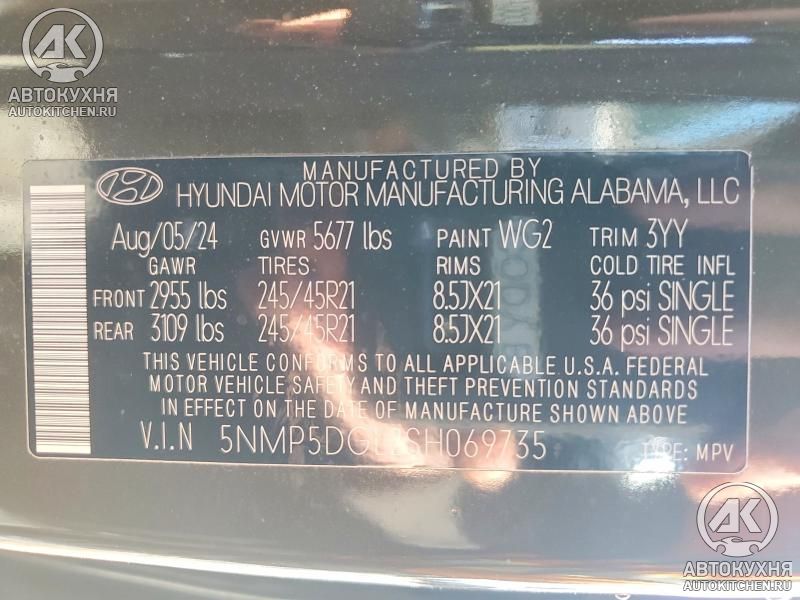 АВТОКУХНЯ
AUTOKITCHEN.RU
MANUFACTURED BY
HYUNDAI MOTOR MANUFACTURING ALABAMA, LLC
Aug/05/24 GVWR 5677 lbs PAINT WG2 TRIM 3YY
GAWR TIRES RIMS COLD TIRE INFL
FRONT 2955 lbs 245/45R21 8.5JX21 36 psi SINGLE
REAR 3109 lbs 245/45R21 8.5JX21 36 psi SINGLE
THIS VEHICLE CONFORMS TO ALL APPLICABLE U.S.A. FEDERAL
MOTOR VEHICLE SAFETY AND THEFT PREVENTION STANDARDS
IN EFFECT ON THE DATE OF MANUFACTURE SHOWN ABOVE
V.I.N TYPE: MPV
АВТОКУХНЯ
AUTOKITCHEN.RU